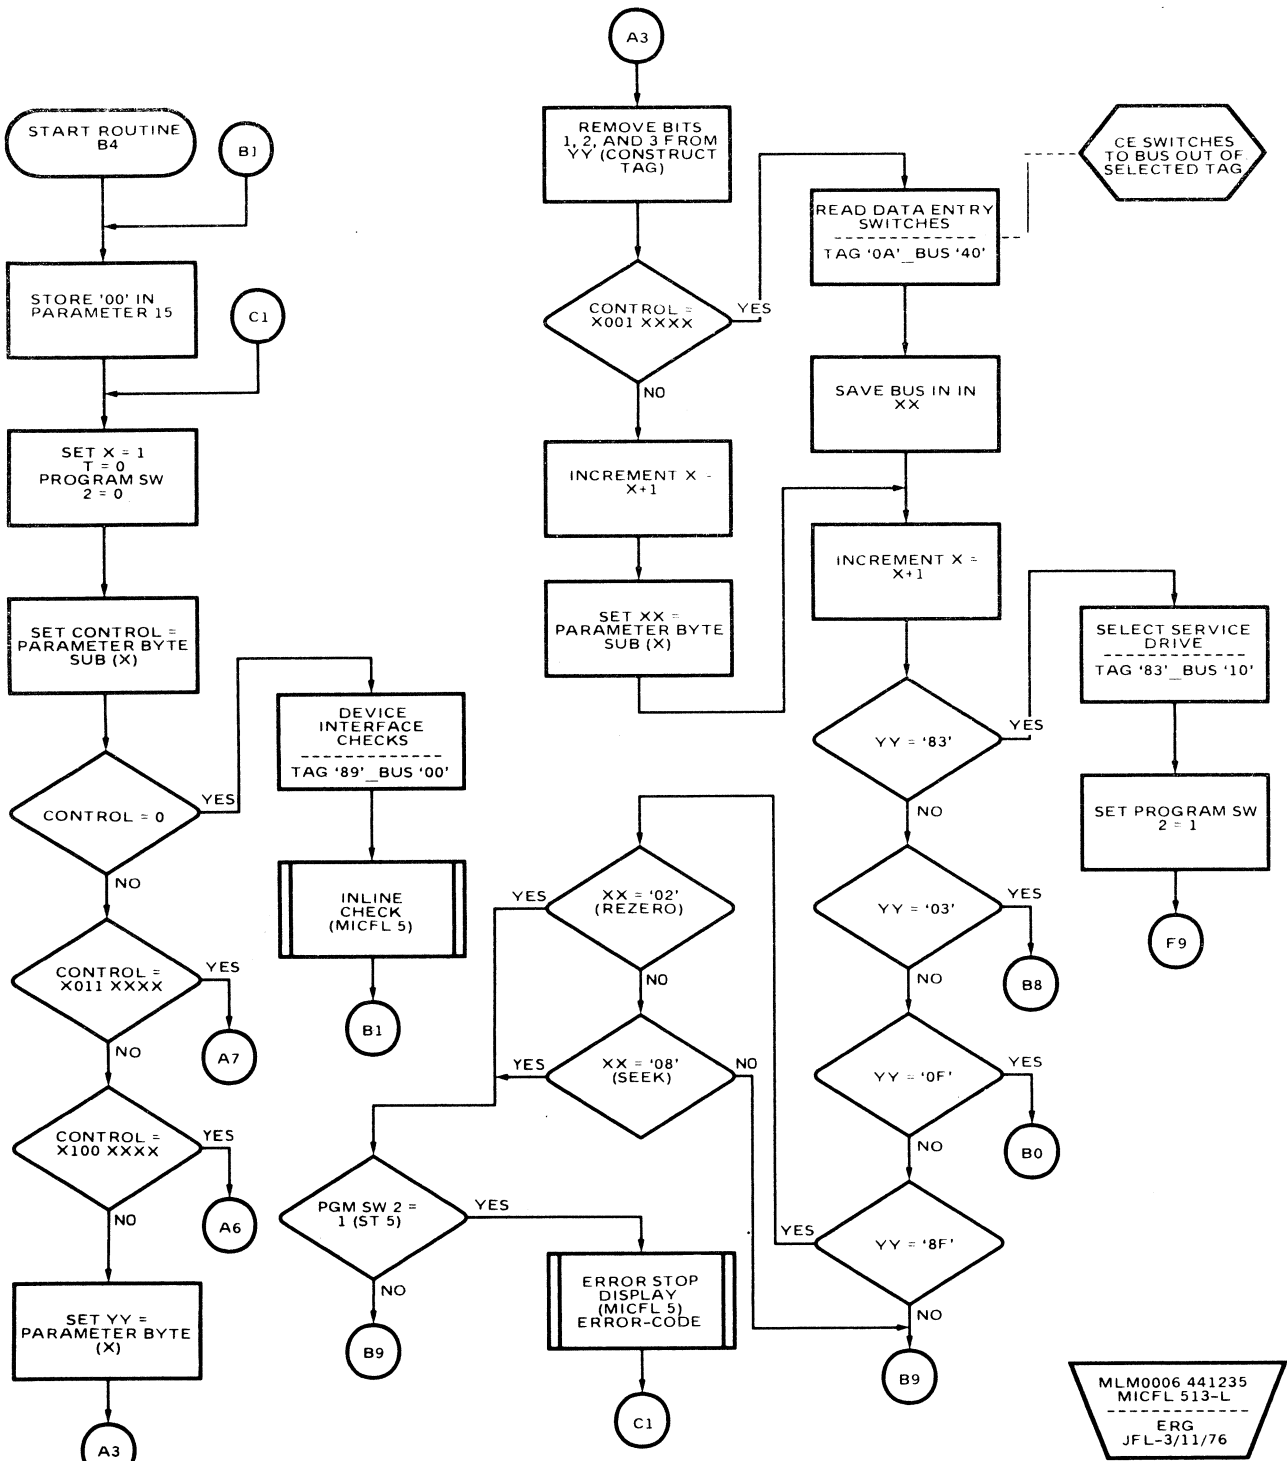 START ROUTINE
B4
B1
STORE '00' IN
PARAMETER 15
C1
SET X = 1
T = 0
PROGRAM SW
2 = 0
SET CONTROL =
PARAMETER BYTE
SUB (X)
CONTROL = 0
YES
NO
DEVICE
INTERFACE
CHECKS
TAG '89'_BUS '00'
INLINE
CHECK
(MICFL 5)
B1
CONTROL =
X011 XXXX
YES
A7
NO
CONTROL =
X100 XXXX
YES
A6
NO
SET YY =
PARAMETER BYTE
(X)
A3
A3
REMOVE BITS
1, 2, AND 3 FROM
YY (CONSTRUCT
TAG)
CONTROL =
X001 XXXX
YES
NO
INCREMENT X =
X+1
SET XX =
PARAMETER BYTE
SUB (X)
READ DATA ENTRY
SWITCHES
TAG '0A'_BUS '40'
CE SWITCHES
TO BUS OUT OF
SELECTED TAG
SAVE BUS IN IN
XX
INCREMENT X =
X+1
YY = '83'
YES
NO
SELECT SERVICE
DRIVE
TAG '83'_BUS '10'
SET PROGRAM SW
2 = 1
F9
YY = '03'
YES
B8
NO
YY = '0F'
YES
B0
NO
YY = '8F'
YES
NO
B9
XX = '02'
(REZERO)
YES
NO
XX = '08'
(SEEK)
YES
NO
PGM SW 2 =
1 (ST 5)
YES
NO
B9
ERROR STOP
DISPLAY
(MICFL 5)
ERROR-CODE
C1
MLM0006 441235
MICFL 513-L
ERG
JFL-3/11/76